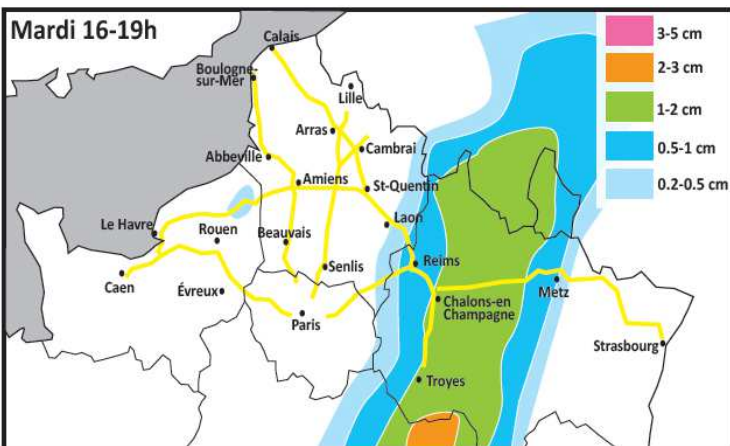 Mardi 16-19h
3-5 cm
2-3 cm
1-2 cm
0.5-1 cm
0.2-0.5 cm
Calais
Boulogne-
sur-Mer
Lille
Arras
Cambrai
Abbeville
Amiens
St-Quentin
Laon
Le Havre
Rouen
Beauvais
Senlis
Reims
Caen
Évreux
Paris
Chalons-en
Champagne
Metz
Strasbourg
Troyes